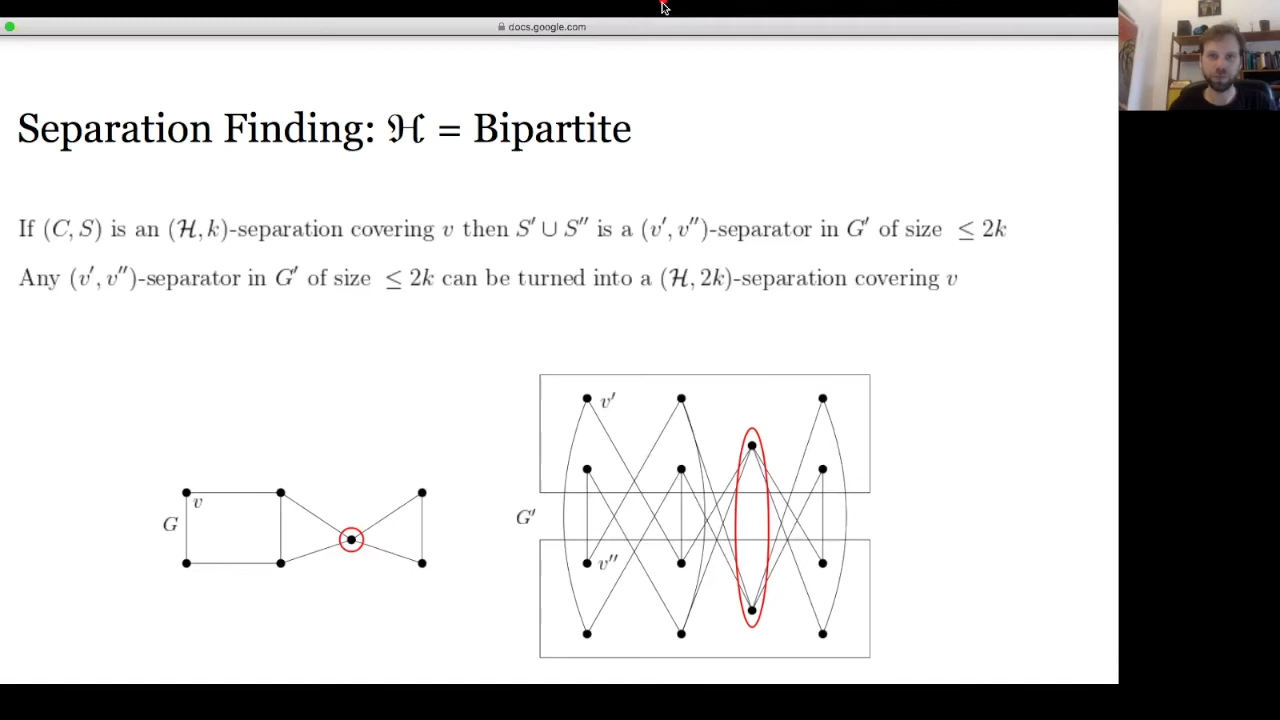 docs.google.com
Separation Finding: ℋ = Bipartite
If (C, S) is an (ℋ, k)-separation covering v then S′ ∪ S″ is a (v′, v″)-separator in G′ of size ≤ 2k
Any (v′, v″)-separator in G′ of size ≤ 2k can be turned into a (ℋ, 2k)-separation covering v
v′
v
G
G′
v″